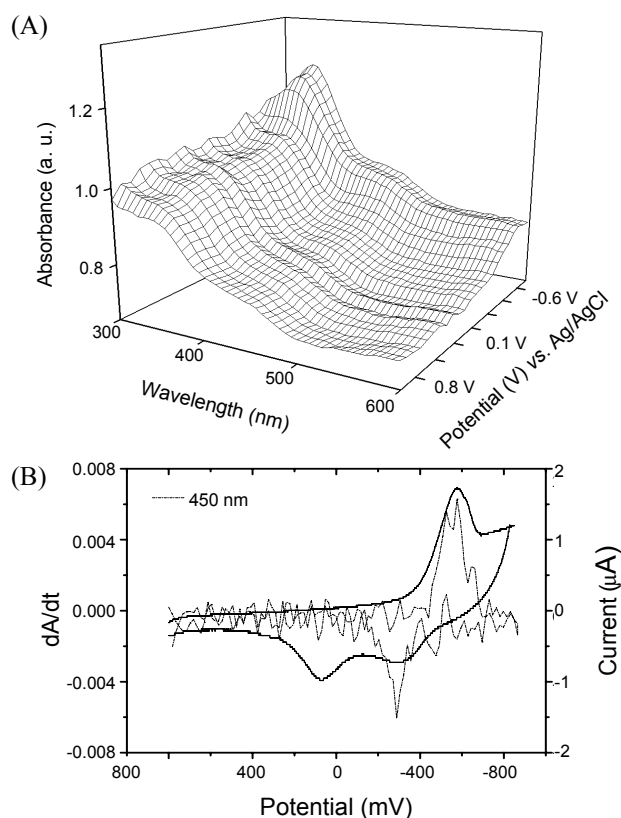 (A)
Absorbance (a. u.)
1.2
1.0
0.8
300
400
500
600
Wavelength (nm)
-0.6 V
0.1 V
0.8 V
Potential (V) vs. Ag/AgCl
(B)
450 nm
0.008
0.004
0.000
-0.004
-0.008
dA/dt
2
1
0
-1
-2
Current (μA)
800
400
0
-400
-800
Potential (mV)